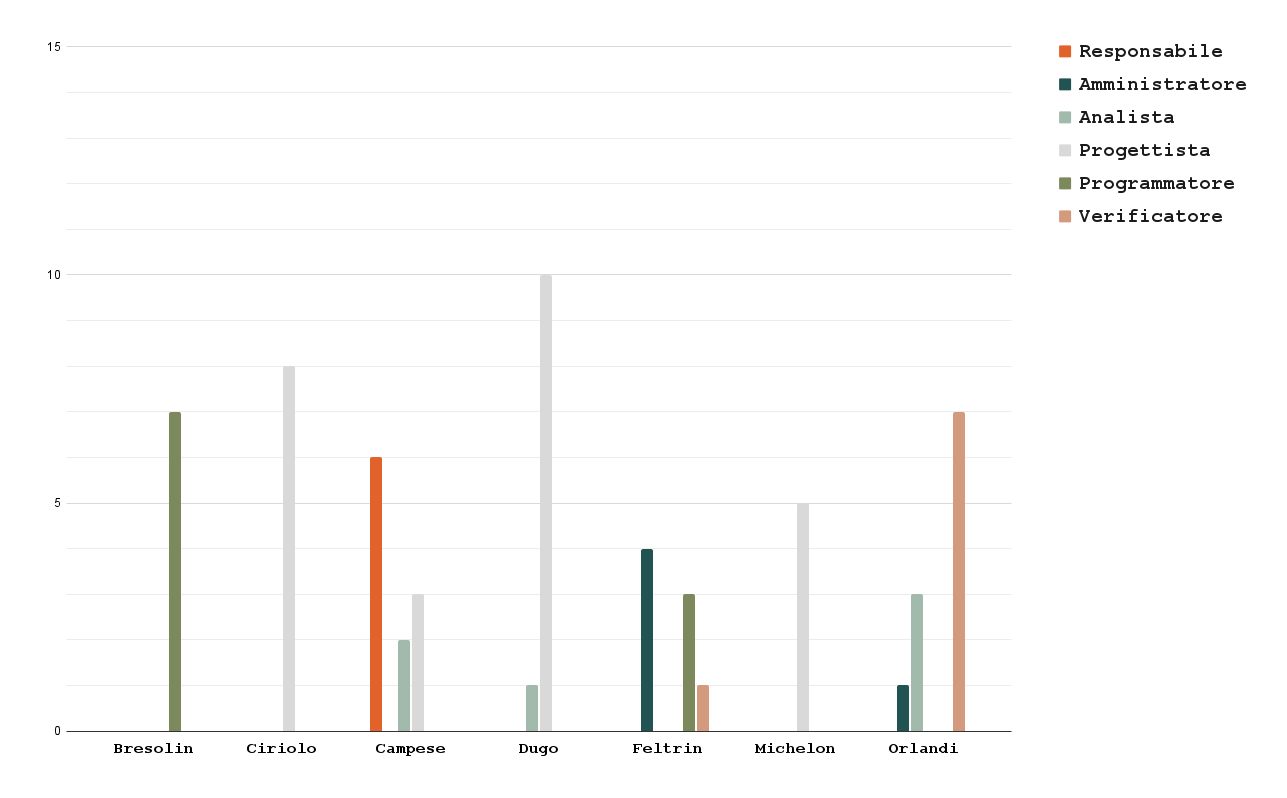 15
10
5
0
Bresolin Ciriolo Campese Dugo Feltrin Michelon Orlandi
Responsabile
Amministratore
Analista
Progettista
Programmatore
Verificatore